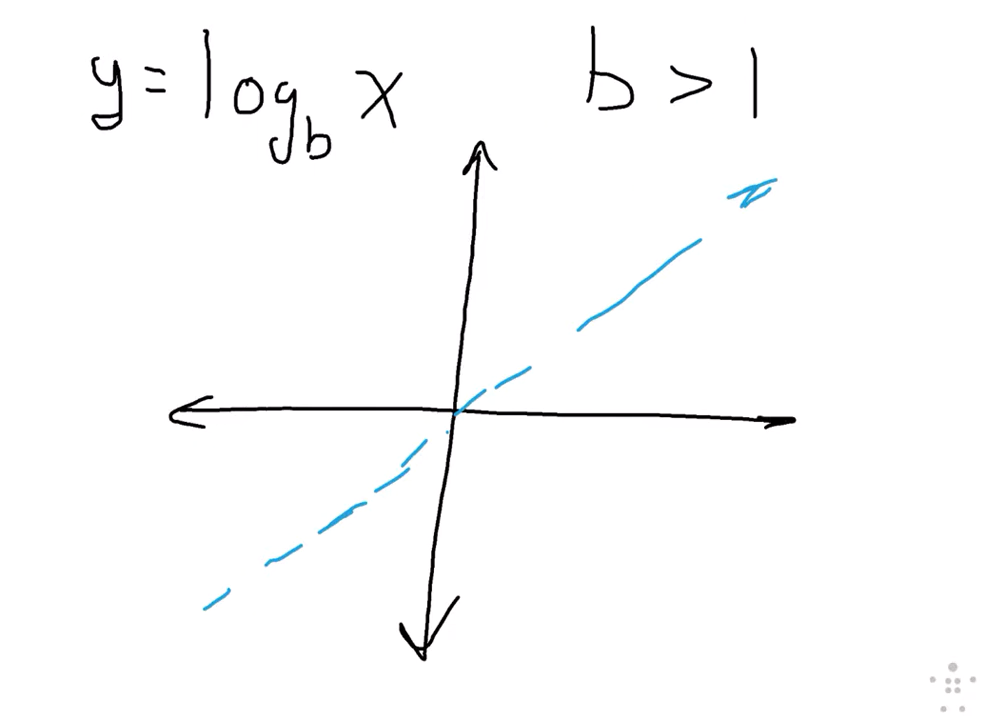 y = log_b x b > 1